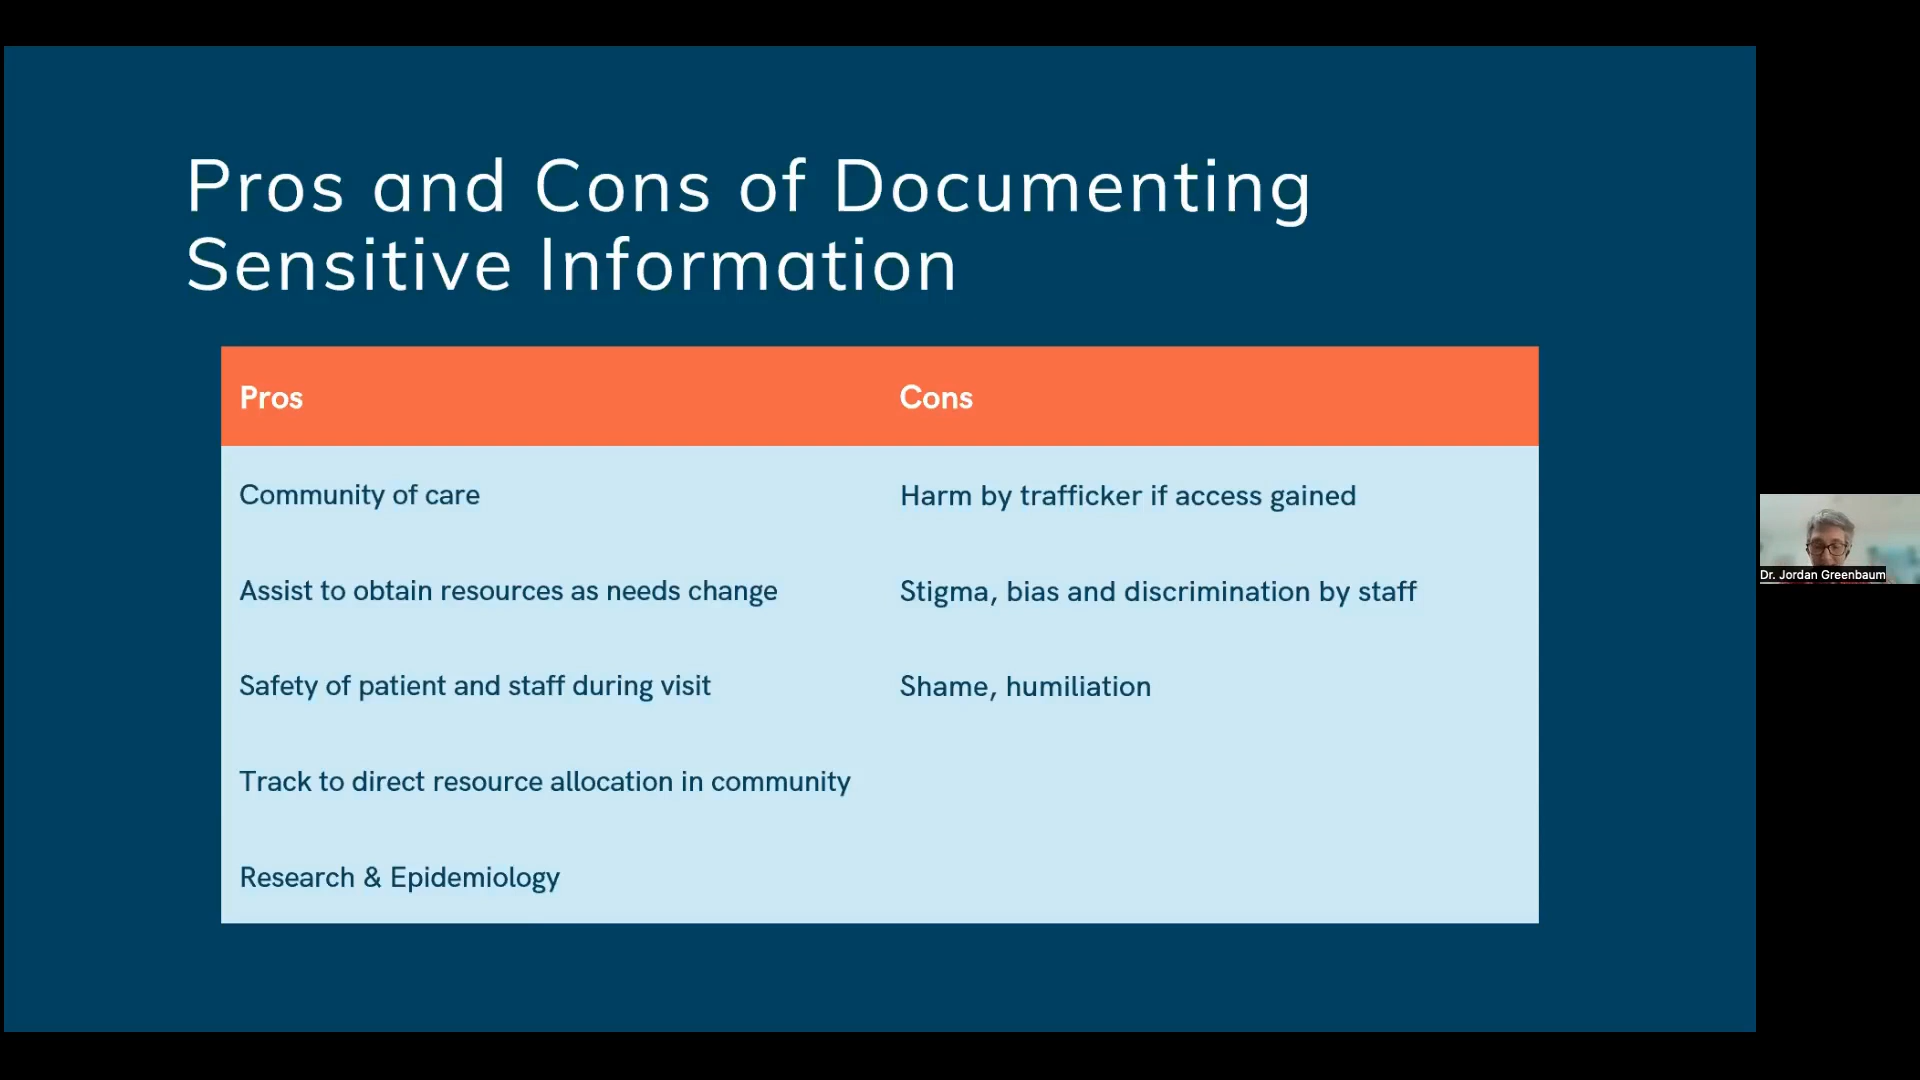 Pros and Cons of Documenting
Sensitive Information
Pros
Cons
Community of care
Harm by trafficker if access gained
Assist to obtain resources as needs change
Stigma, bias and discrimination by staff
Safety of patient and staff during visit
Shame, humiliation
Track to direct resource allocation in community
Research & Epidemiology
Dr. Jordan Greenbaum